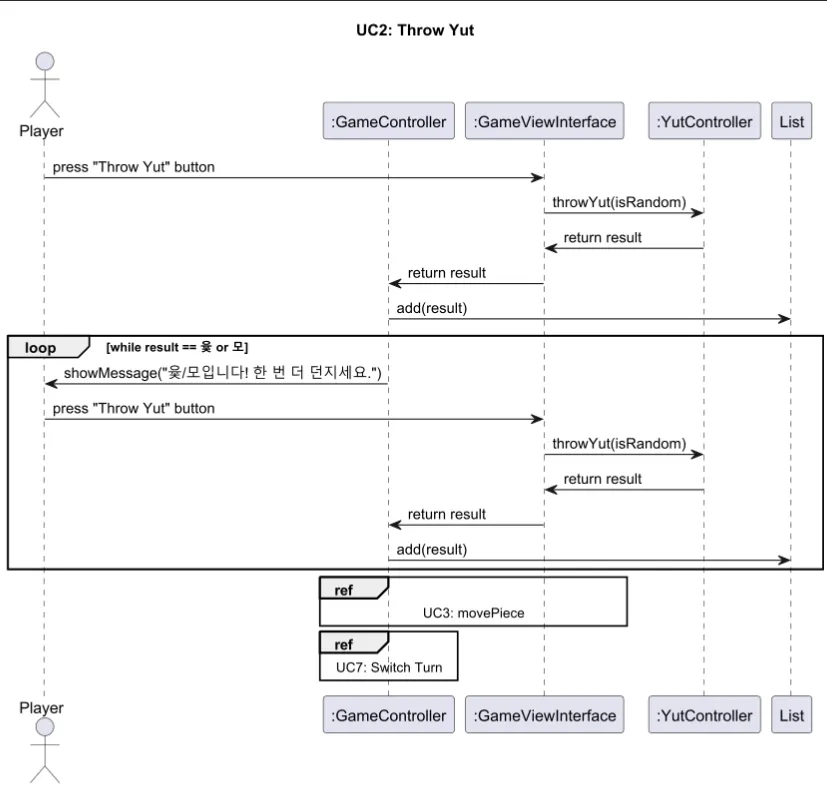 UC2: Throw Yut
Player
:GameController
:GameViewInterface
:YutController
List
press "Throw Yut" button
throwYut(isRandom)
return result
return result
add(result)
loop
[while result == 윷 or 모]
showMessage("윷/모입니다! 한 번 더 던지세요.")
press "Throw Yut" button
throwYut(isRandom)
return result
return result
add(result)
ref
UC3: movePiece
ref
UC7: Switch Turn
Player
:GameController
:GameViewInterface
:YutController
List